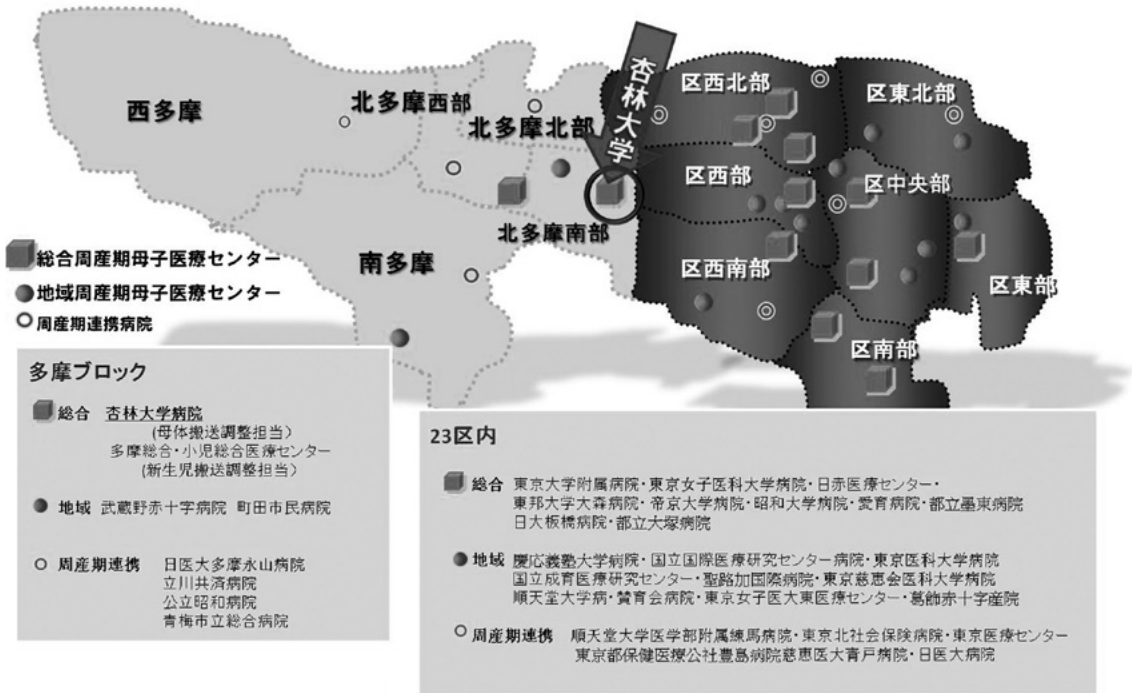 西多摩
北多摩西部
北多摩北部
杏林大学
区西北部
区東北部
区西部
区中央部
北多摩南部
南多摩
区西南部
区東部
区南部
総合周産期母子医療センター
地域周産期母子医療センター
周産期連携病院
多摩ブロック
総合 杏林大学病院
(母体搬送調整担当)
多摩総合・小児総合医療センター
(新生児搬送調整担当)
地域 武蔵野赤十字病院 町田市民病院
周産期連携 日医大多摩永山病院
立川共済病院
公立昭和病院
青梅市立総合病院
23区内
総合 東京大学附属病院・東京女子医科大学病院・日赤医療センター・
東邦大学大森病院・帝京大学病院・昭和大学病院・愛育病院・都立墨東病院
日大板橋病院・都立大塚病院
地域 慶応義塾大学病院・国立国際医療研究センター病院・東京医科大学病院
国立成育医療研究センター・聖路加国際病院・東京慈恵会医科大学病院
順天堂大学病・賛育会病院・東京女子医大東医療センター・葛飾赤十字産院
周産期連携 順天堂大学医学部附属練馬病院・東京北社会保険病院・東京医療センター
東京都保健医療公社豊島病院慈恵医大青戸病院・日医大病院